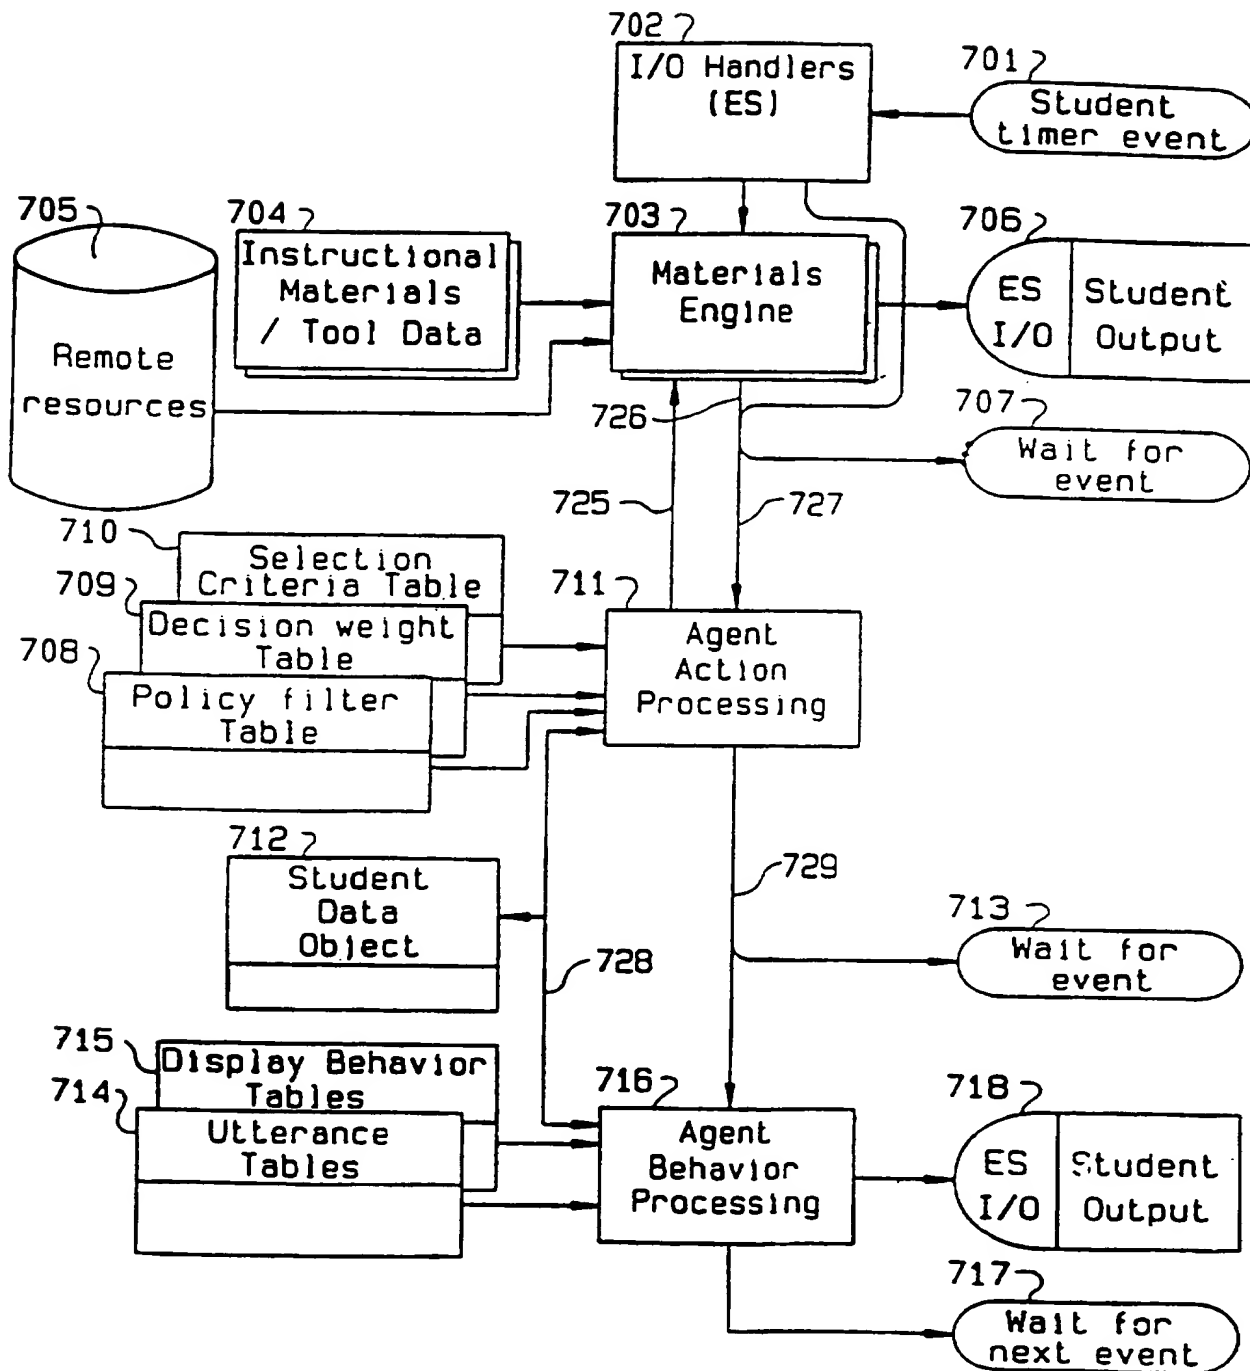 702
I/O Handlers
(ES)
701
Student
timer event
705
Remote
resources
704
Instructional
Materials
/ Tool Data
703
Materials
Engine
706
ES
I/O
Student
Output
726
707
Wait for
event
725
727
710
Selection
Criteria Table
709
Decision weight
Table
708
Policy filter
Table
711
Agent
Action
Processing
712
Student
Data
Object
728
729
713
Wait for
event
715
Display Behavior
Tables
714
Utterance
Tables
716
Agent
Behavior
Processing
718
ES
I/O
Student
Output
717
Wait for
next event